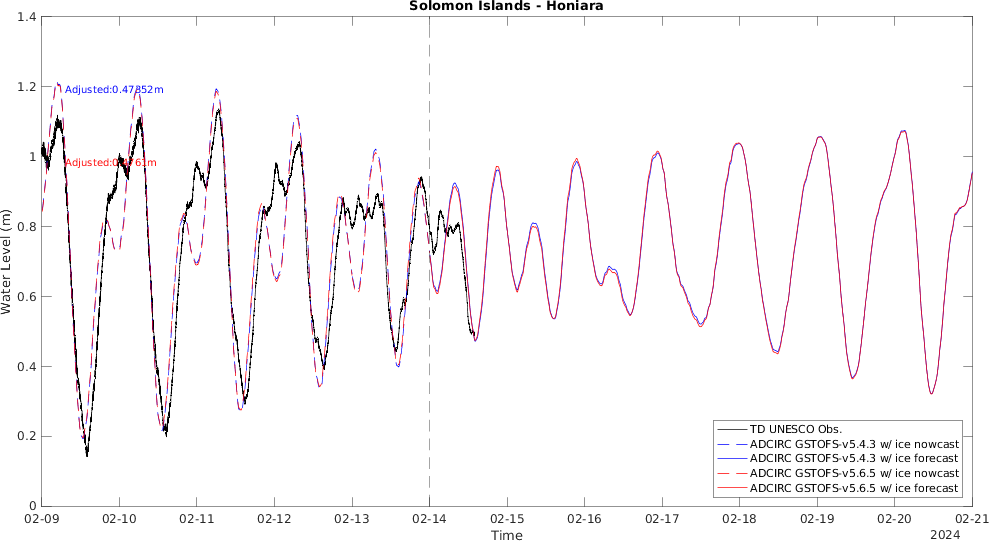 Solomon Islands - Honiara
Water Level (m)
1.4
1.2
1
0.8
0.6
0.4
0.2
0
Adjusted:0.47852m
TD UNESCO Obs.
ADCIRC GSTOFS-v5.4.3 w/ ice nowcast
ADCIRC GSTOFS-v5.4.3 w/ ice forecast
ADCIRC GSTOFS-v5.6.5 w/ ice nowcast
ADCIRC GSTOFS-v5.6.5 w/ ice forecast
02-09 02-10 02-11 02-12 02-13 02-14 02-15 02-16 02-17 02-18 02-19 02-20 02-21
Time
2024